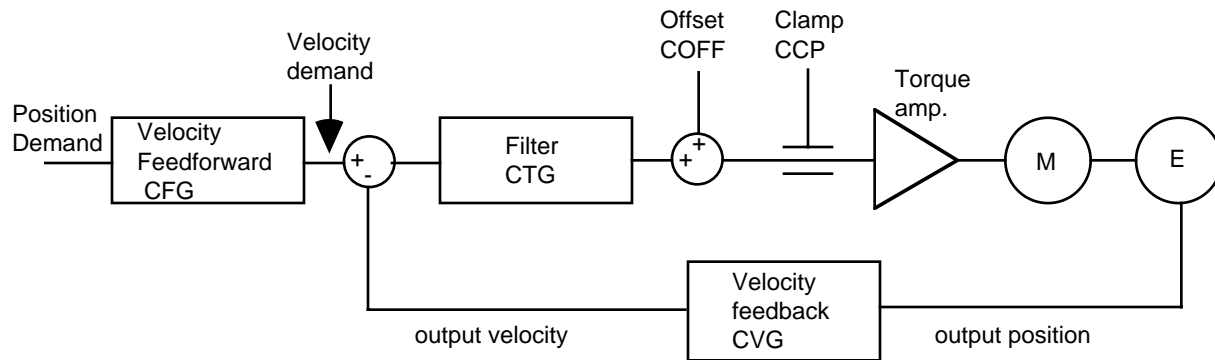 Offset
COFF
Clamp
CCP
Velocity
demand
Torque
amp.
Position
Demand
Velocity
Feedforward
CFG
+
-
Filter
CTG
+
+
M
E
Velocity
feedback
CVG
output velocity
output position